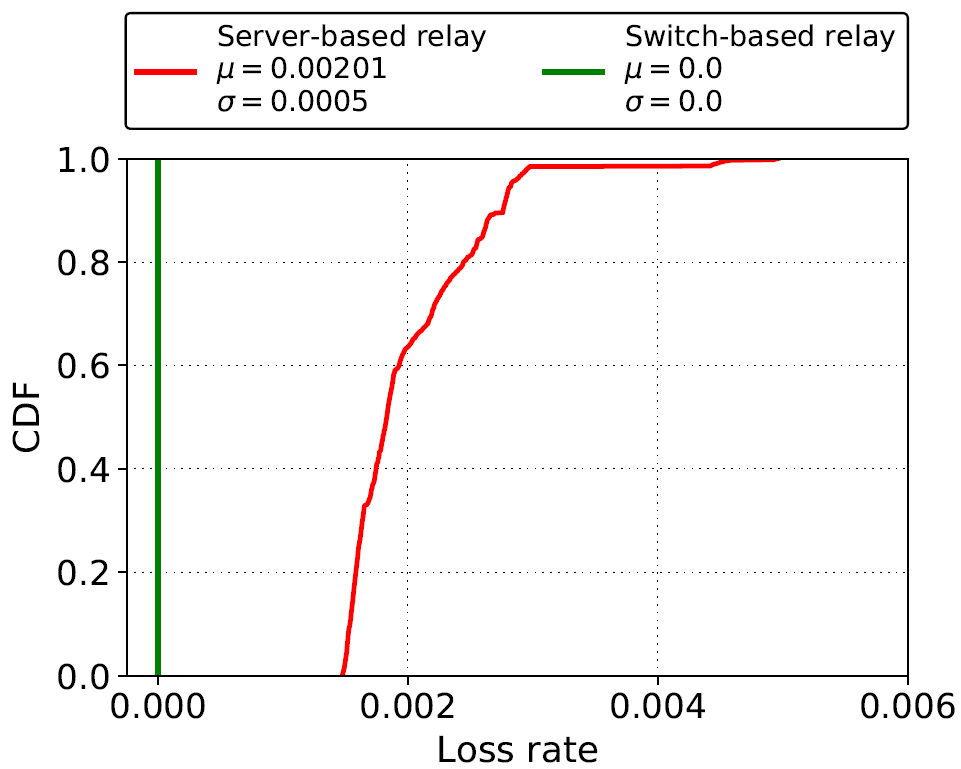 Server-based relay
μ = 0.00201
σ = 0.0005
Switch-based relay
μ = 0.0
σ = 0.0
1.0
0.8
0.6
0.4
0.2
0.0
CDF
0.000 0.002 0.004 0.006
Loss rate